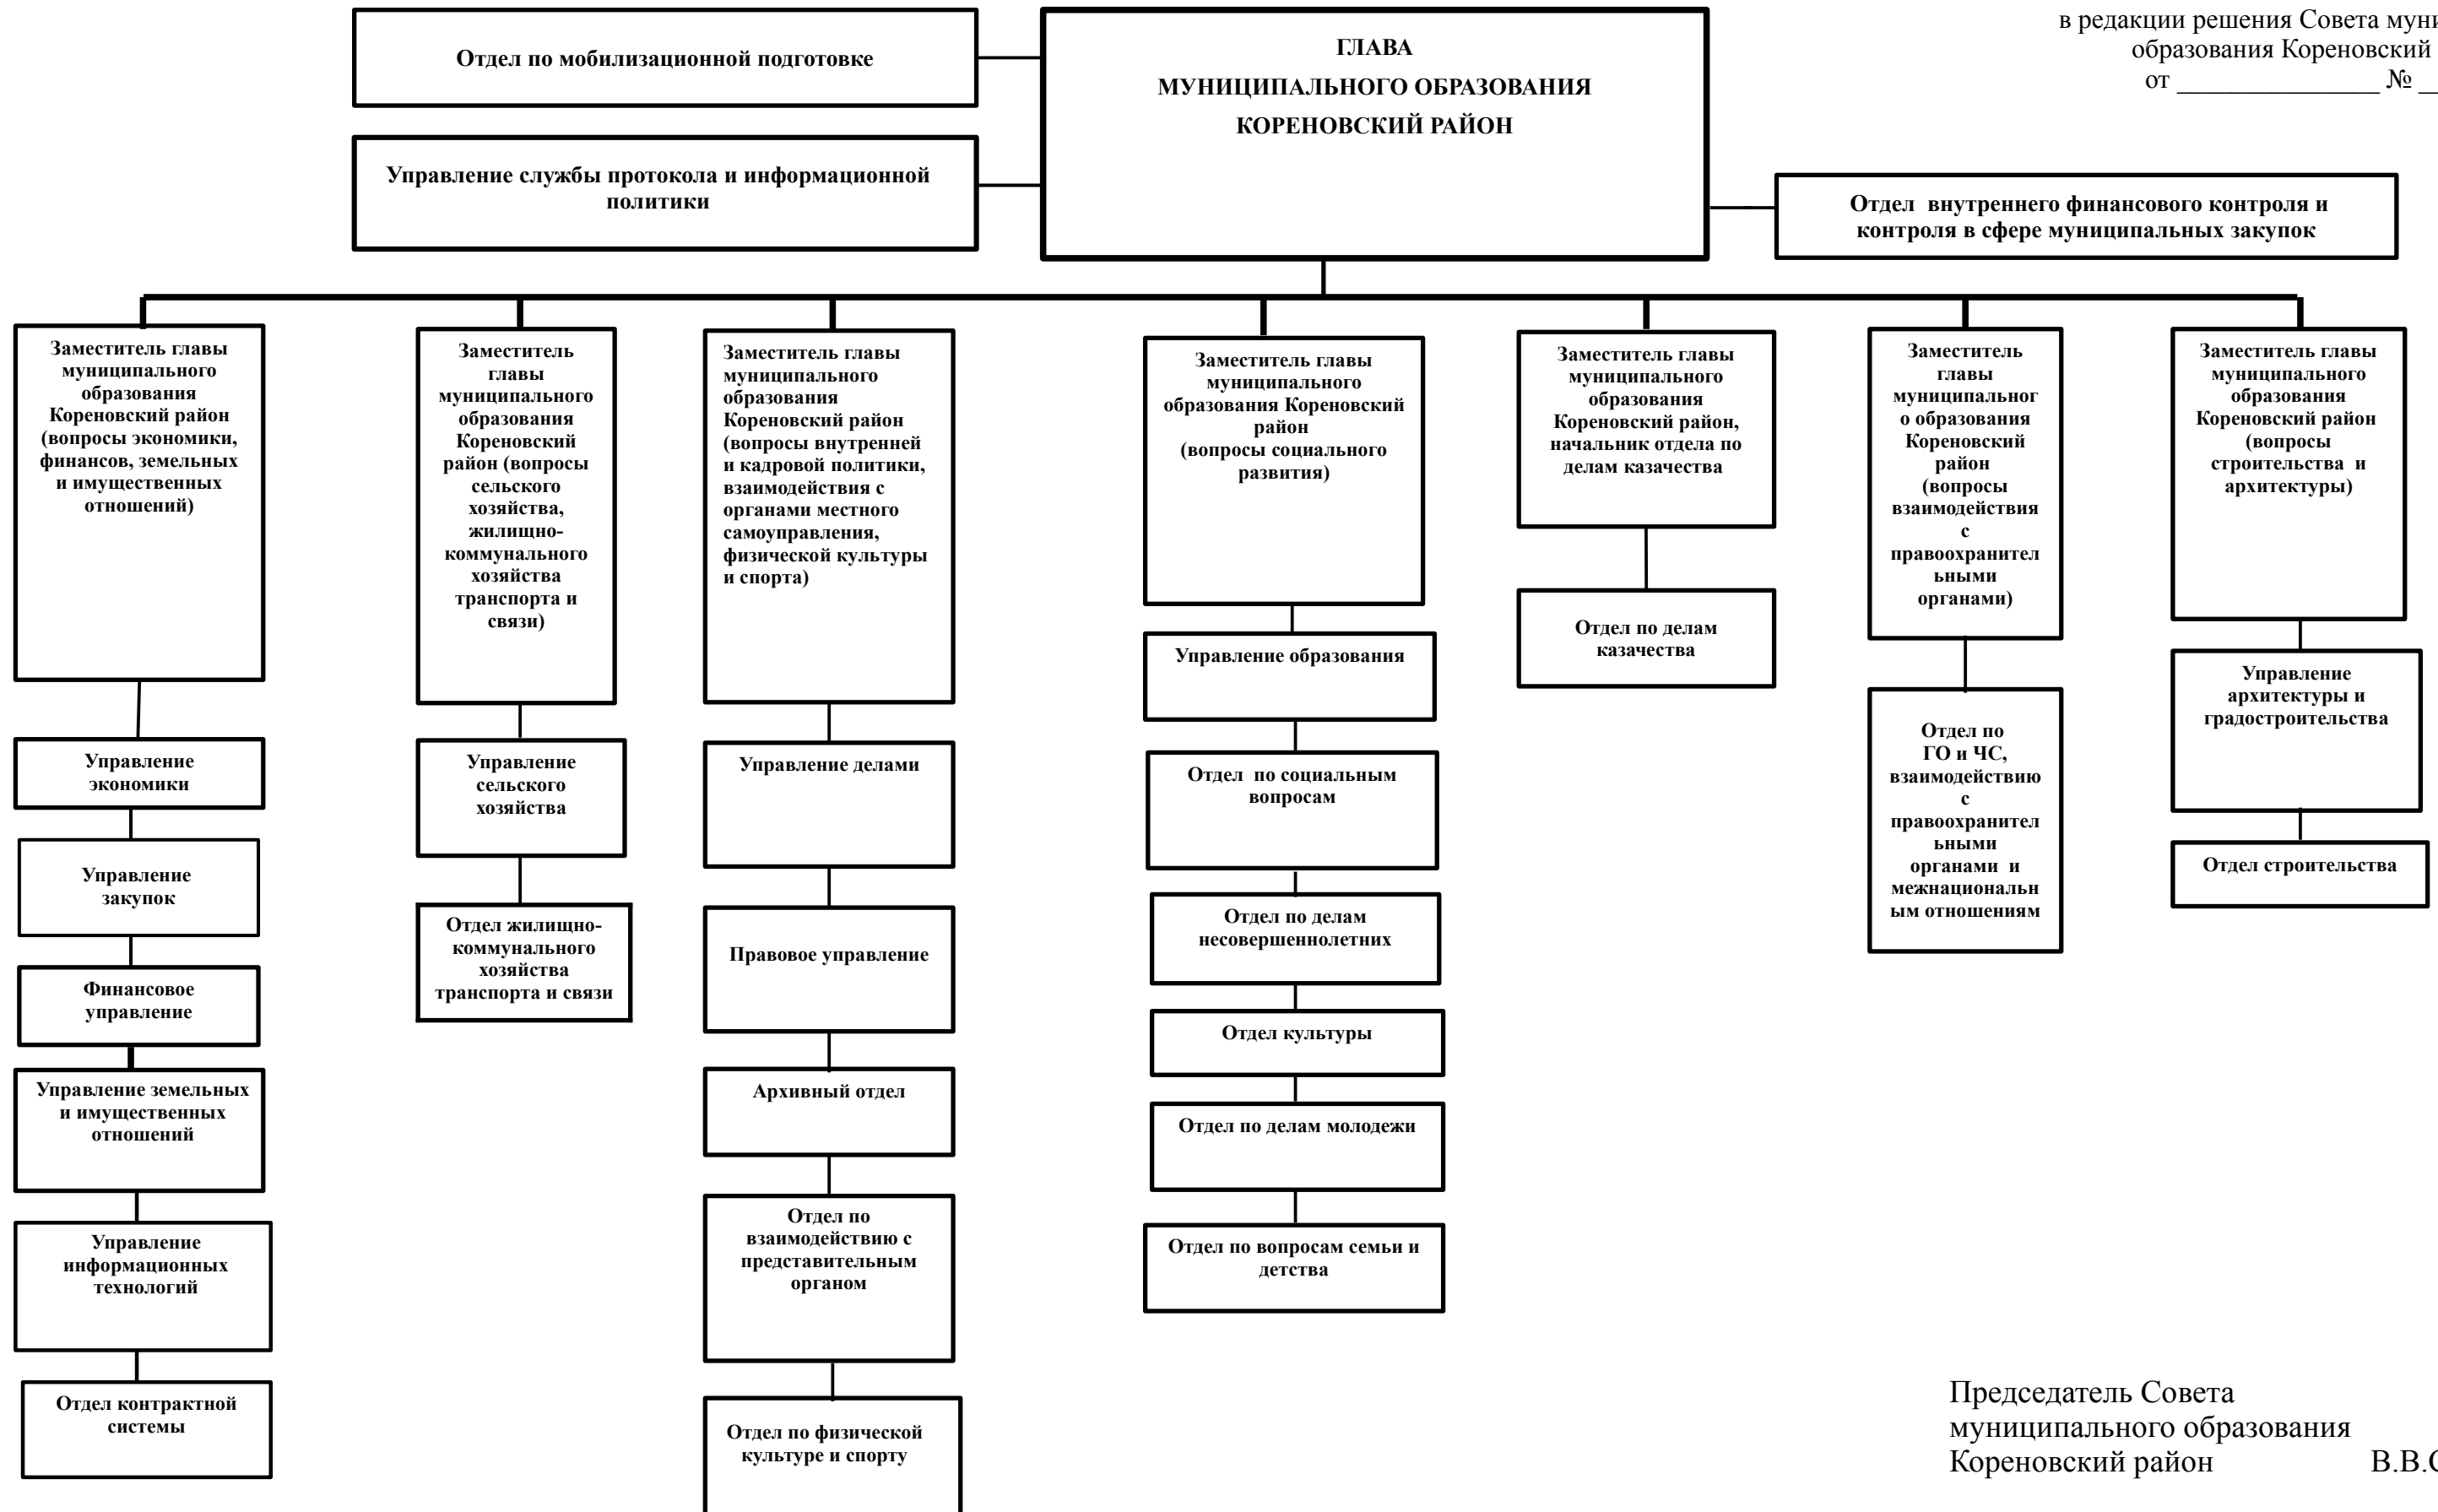 в редакции решения Совета
образования Кореновский
от _______________ № __
Отдел по мобилизационной подготовке
ГЛАВА
МУНИЦИПАЛЬНОГО ОБРАЗОВАНИЯ
КОРЕНОВСКИЙ РАЙОН
Управление службы протокола и информационной
политики
Отдел внутреннего финансового контроля и
контроля в сфере муниципальных закупок
Заместитель главы
муниципального
образования
Кореновский район
(вопросы экономики,
финансов, земельных
и имущественных
отношений)
Управление
экономики
Управление
закупок
Финансовое
управление
Управление земельных
и имущественных
отношений
Управление
информационных
технологий
Отдел контрактной
системы
Заместитель
главы
муниципального
образования
Кореновский
район (вопросы
сельского
хозяйства,
жилищно-
коммунального
хозяйства
транспорта и
связи)
Управление
сельского
хозяйства
Отдел жилищно-
коммунального
хозяйства
транспорта и связи
Заместитель главы
муниципального
образования
Кореновский район
(вопросы внутренней
и кадровой политики,
взаимодействия с
органами местного
самоуправления,
физической культуры
и спорта)
Управление делами
Правовое управление
Архивный отдел
Отдел по
взаимодействию с
представительным
органом
Отдел по физической
культуре и спорту
Заместитель главы
муниципального
образования Кореновский
район
(вопросы социального
развития)
Управление образования
Отдел по социальным
вопросам
Отдел по делам
несовершеннолетних
Отдел культуры
Отдел по делам молодежи
Отдел по вопросам семьи и
детства
Заместитель главы
муниципального
образования
Кореновский район,
начальник отдела по
делам казачества
Отдел по делам
казачества
Заместитель
главы
муниципальног
о образования
Кореновский
район
(вопросы
взаимодействия
с
правоохранител
ьными
органами)
Отдел по
ГО и ЧС,
взаимодействию
с
правоохранител
ьными
органами и
межнациональн
ым отношениям
Заместитель главы
муниципального
образования
Кореновский район
(вопросы
строительства и
архитектуры)
Управление
архитектуры и
градостроительства
Отдел строительства
Председатель Совета
муниципального образования
Кореновский район В.В.